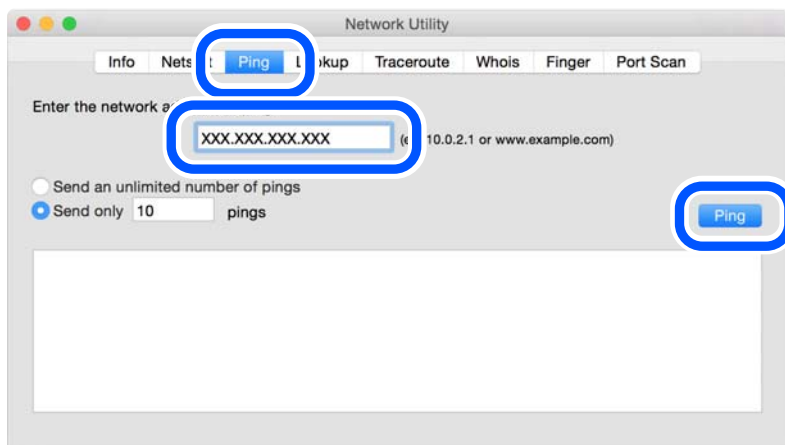 Network Utility
Info Ping Traceroute Whois Finger Port Scan
Enter the network
XXX.XXX.XXX.XXX 10.0.2.1 or www.example.com)
Send an unlimited number of pings
Send only 10 pings
Ping